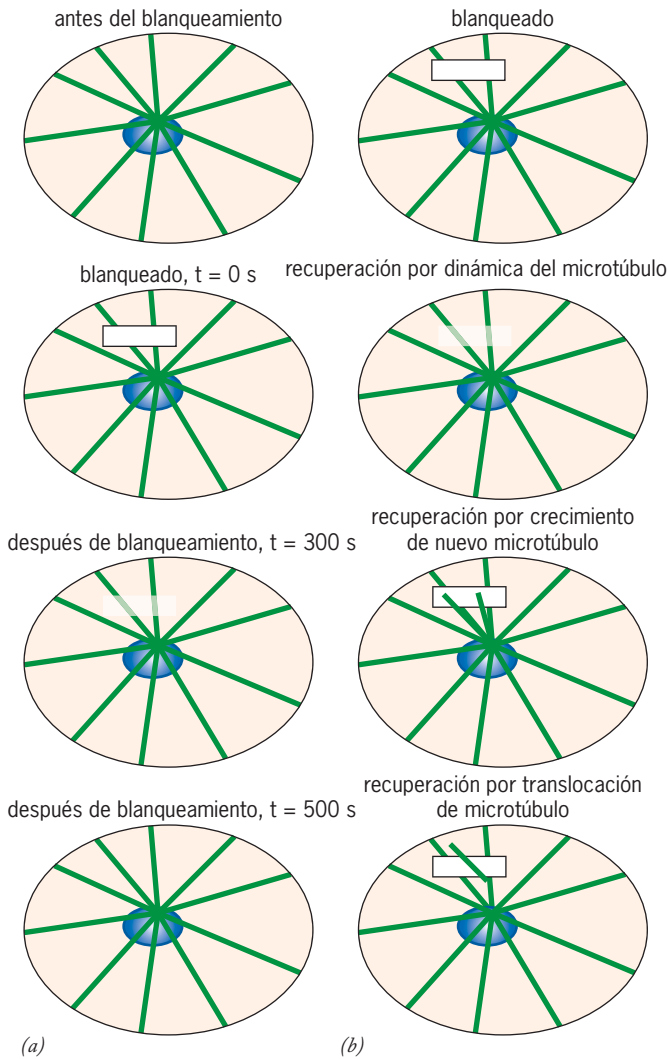 antes del blanqueamiento
blanqueado, t = 0 s
después de blanqueamiento, t = 300 s
después de blanqueamiento, t = 500 s
(a)
blanqueado
recuperación por dinámica del microtúbulo
recuperación por crecimiento
de nuevo microtúbulo
recuperación por translocación
de microtúbulo
(b)